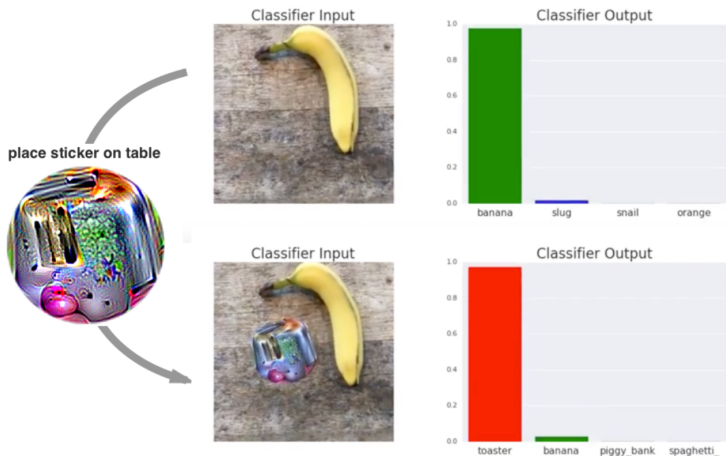 Classifier Input
Classifier Output
1.0
0.8
0.6
0.4
0.2
0.0
banana slug snail orange
place sticker on table
Classifier Input
Classifier Output
1.0
0.8
0.6
0.4
0.2
0.0
toaster banana piggy_bank spaghetti_